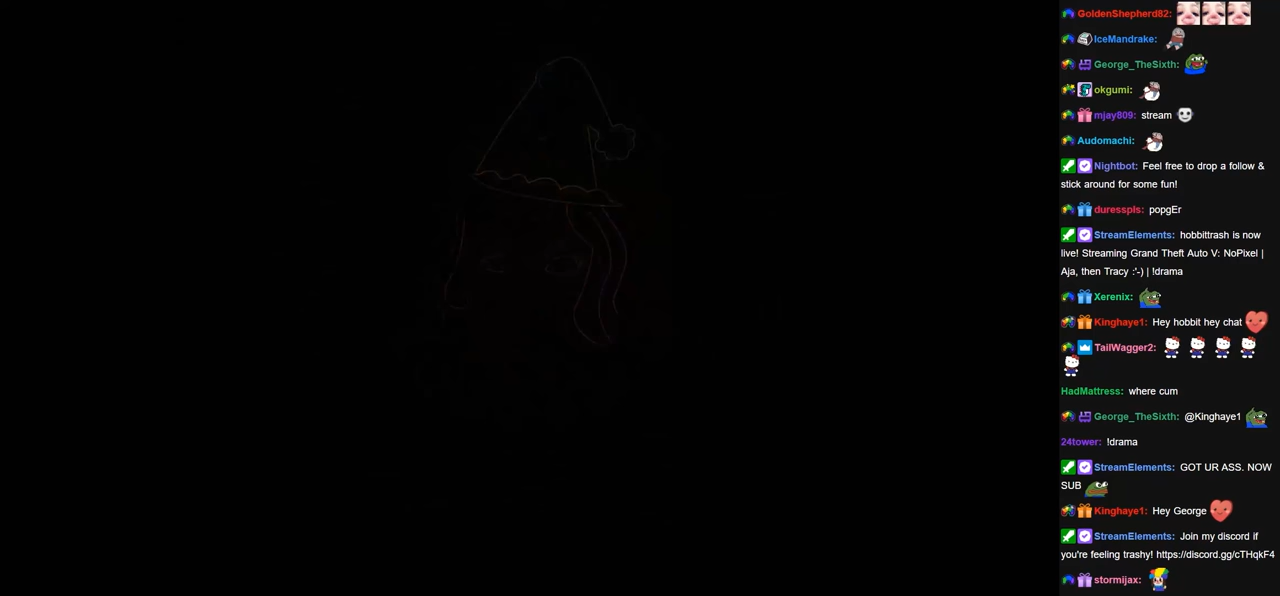 GoldenShepherd82:
IceMandrake:
George_TheSixth:
okgumi:
mjay809: stream
Audomachi:
Nightbot: Feel free to drop a follow &
stick around for some fun!
duresspls: popgEr
StreamElements: hobbittrash is now
live! Streaming Grand Theft Auto V: NoPixel |
Aja, then Tracy :'-) | !drama
Xerenix:
Kinghaye1: Hey hobbit hey chat
TailWagger2:
HadMattress: where cum
George_TheSixth: @Kinghaye1
24tower: !drama
StreamElements: GOT UR ASS. NOW
SUB
Kinghaye1: Hey George
StreamElements: Join my discord if
you're feeling trashy! https://discord.gg/cTHqkF4
stormijax: